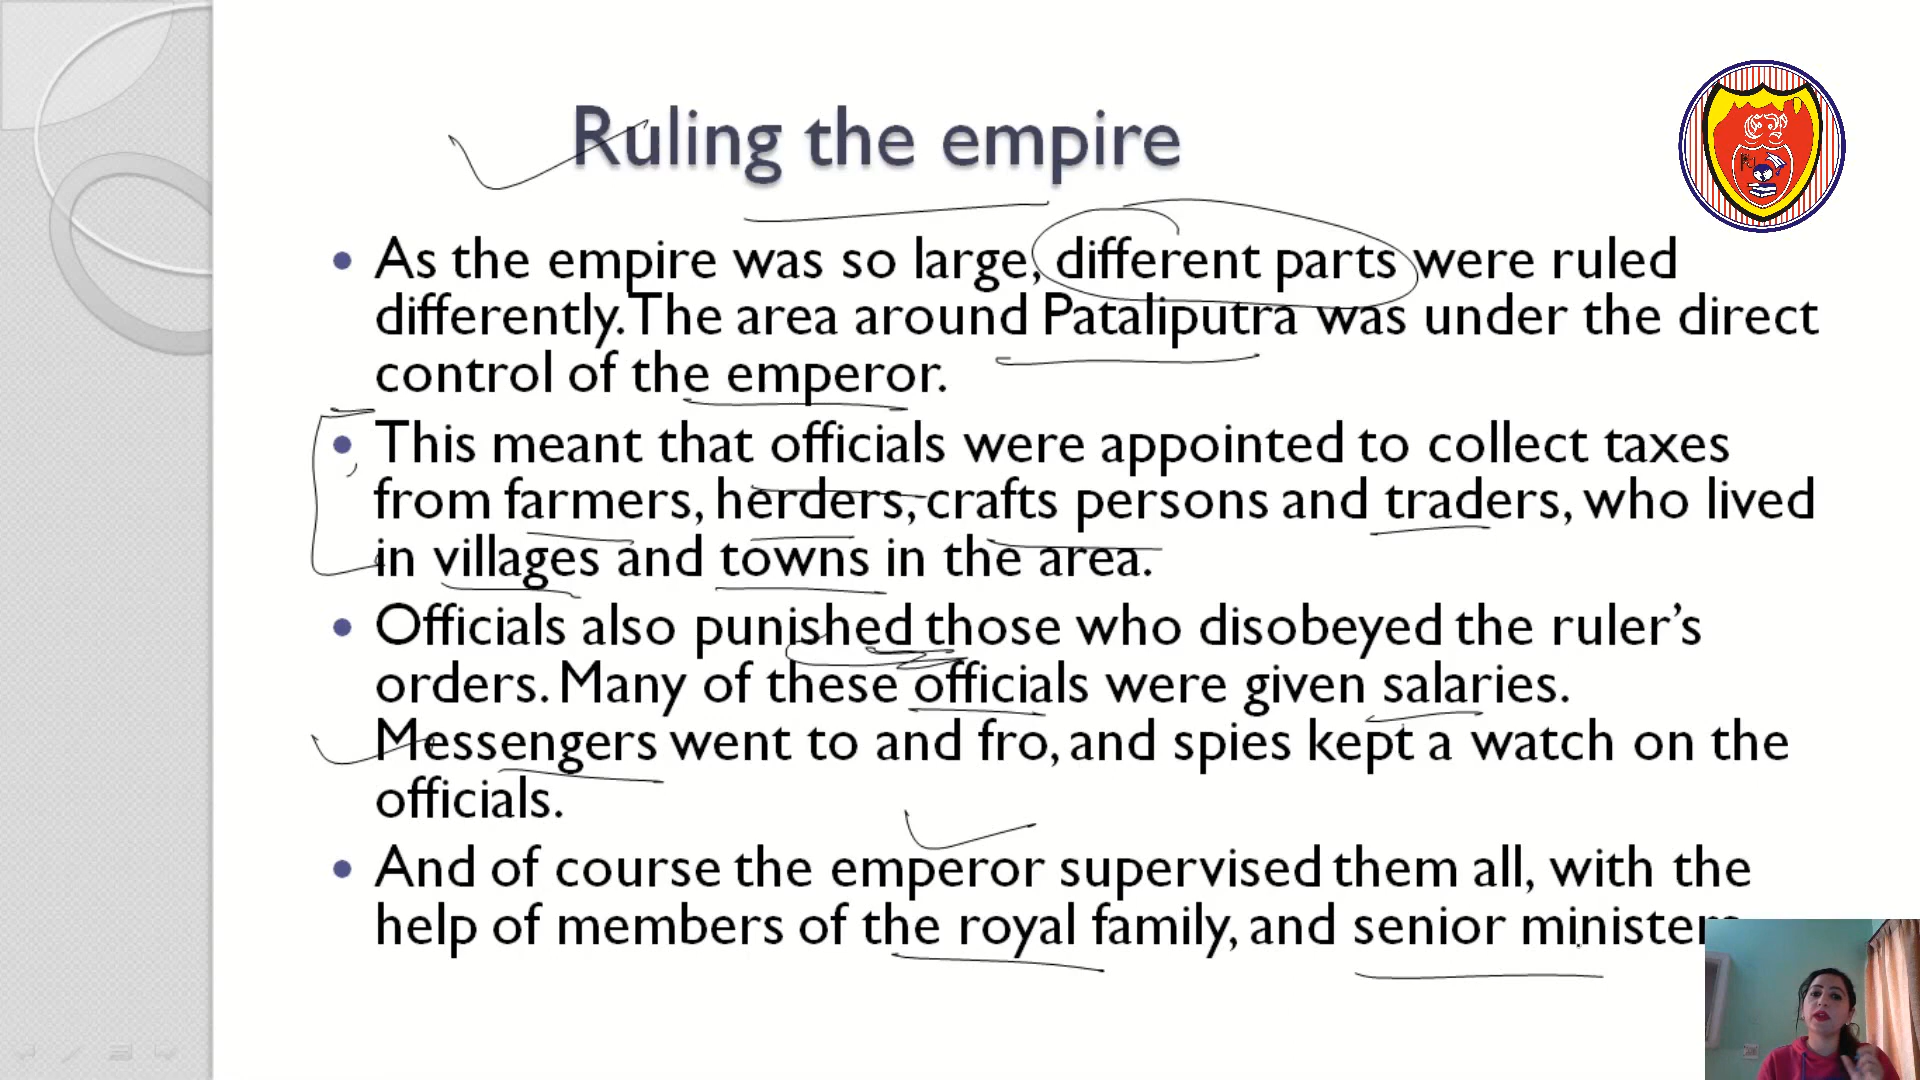 Ruling the empire
• As the empire was so large, different parts were ruled
differently. The area around Pataliputra was under the direct
control of the emperor.
• This meant that officials were appointed to collect taxes
from farmers, herders, crafts persons and traders, who lived
in villages and towns in the area.
• Officials also punished those who disobeyed the ruler's
orders. Many of these officials were given salaries.
Messengers went to and fro, and spies kept a watch on the
officials.
• And of course the emperor supervised them all, with the
help of members of the royal family, and senior ministers